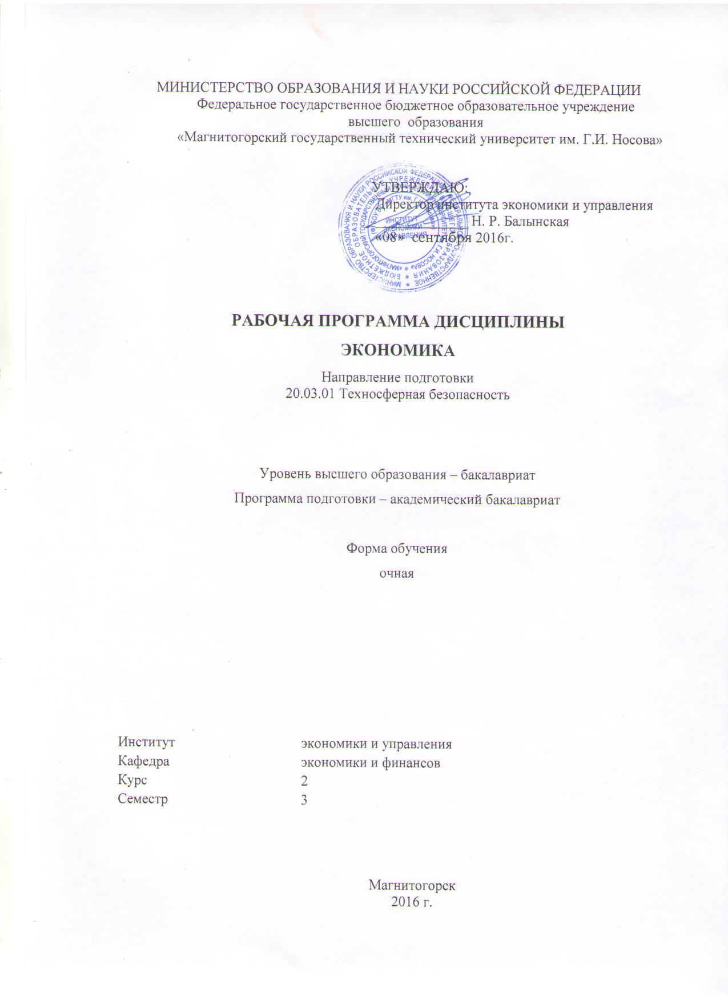 МИНИСТЕРСТВО ОБРАЗОВАНИЯ И НАУКИ РОССИЙСКОЙ ФЕДЕРАЦИИ
Федеральное государственное бюджетное образовательное учреждение
высшего образования
«Магнитогорский государственный технический университет им. Г.И. Носова»
УТВЕРЖДАЮ:
Директор института экономики и управления
Н. Р. Балынская
«08» сентября 2016г.
ИНСТИТУТ
ЭКОНОМИКИ
УПРАВЛЕНИЯ
РАБОЧАЯ ПРОГРАММА ДИСЦИПЛИНЫ
ЭКОНОМИКА
Направление подготовки
20.03.01 Техносферная безопасность
Уровень высшего образования – бакалавриат
Программа подготовки – академический бакалавриат
Форма обучения
очная
Институт экономики и управления
Кафедра экономики и финансов
Курс 2
Семестр 3
Магнитогорск
2016 г.